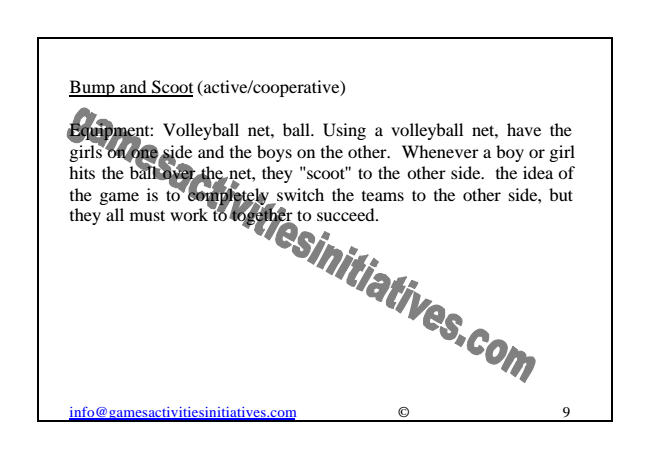 Bump and Scoot (active/cooperative)
Equipment: Volleyball net, ball. Using a volleyball net, have the
girls on one side and the boys on the other. Whenever a boy or girl
hits the ball over the net, they "scoot" to the other side. the idea of
the game is to completely switch the teams to the other side, but
they all must work to together to succeed.
gamesactivitiesinitiatives.com
info@gamesactivitiesinitiatives.com © 9